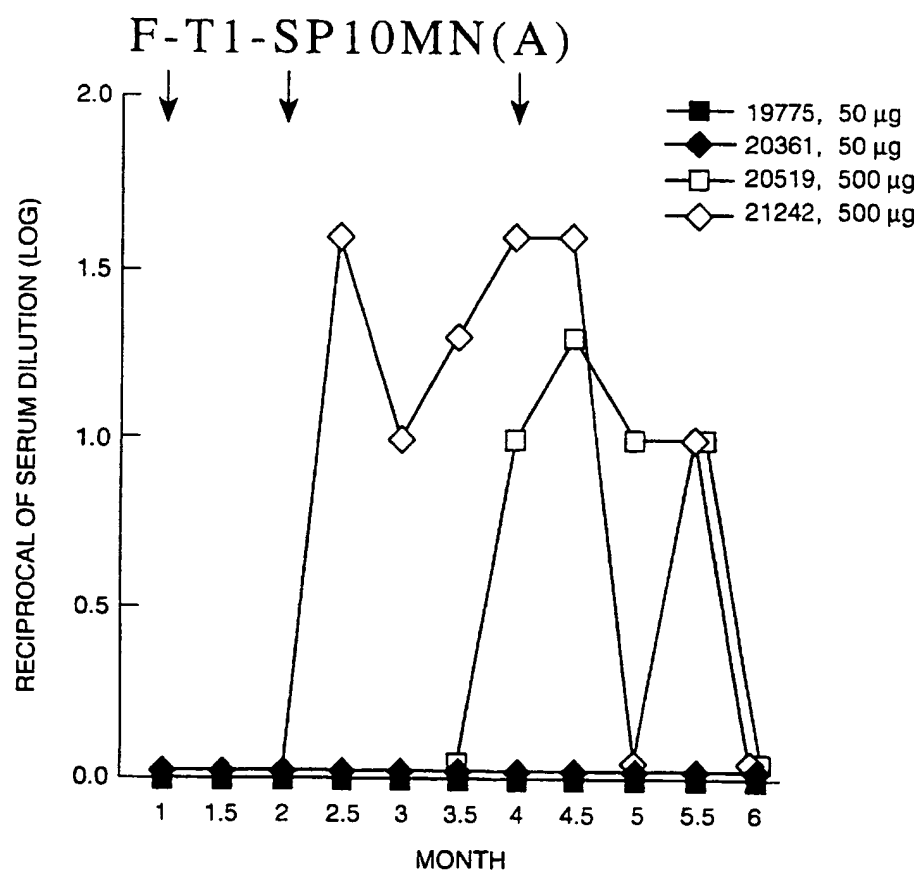 F-T1-SP10MN(A)
19775, 50 µg
20361, 50 µg
20519, 500 µg
21242, 500 µg
RECIPROCAL OF SERUM DILUTION (LOG)
2.0
1.5
1.0
0.5
0.0
1 1.5 2 2.5 3 3.5 4 4.5 5 5.5 6
MONTH